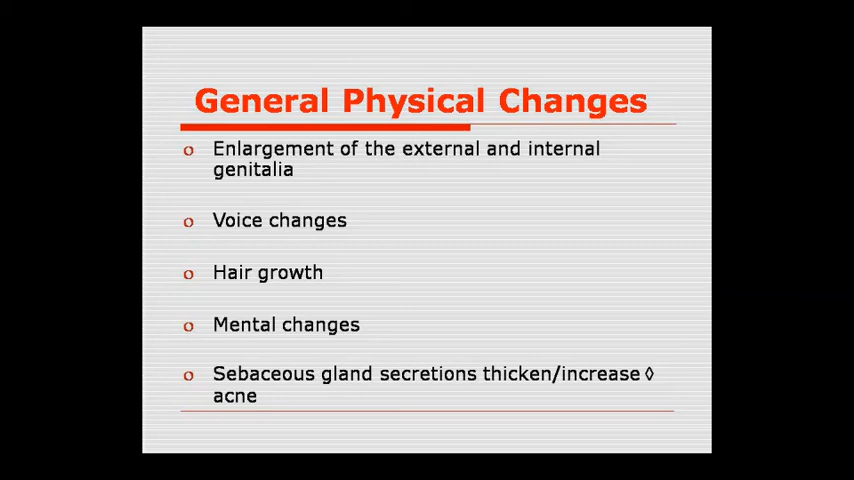 General Physical Changes
o Enlargement of the external and internal
genitalia
o Voice changes
o Hair growth
o Mental changes
o Sebaceous gland secretions thicken/increase ◊
acne